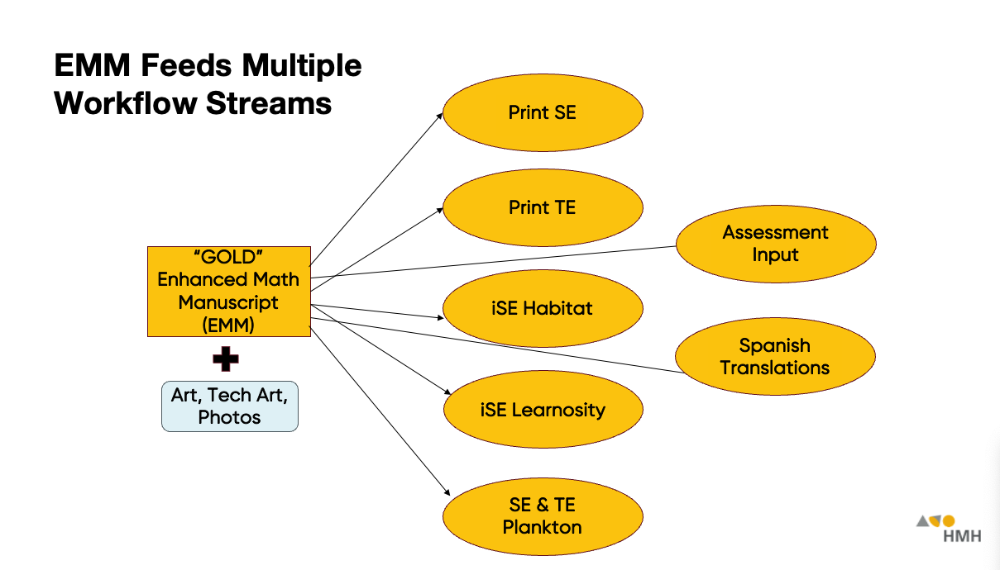 EMM Feeds Multiple
Workflow Streams
Print SE
Print TE
Assessment
Input
“GOLD”
Enhanced Math
Manuscript
(EMM)
iSE Habitat
Spanish
Translations
Art, Tech Art,
Photos
iSE Learnosity
SE & TE
Plankton
HMH